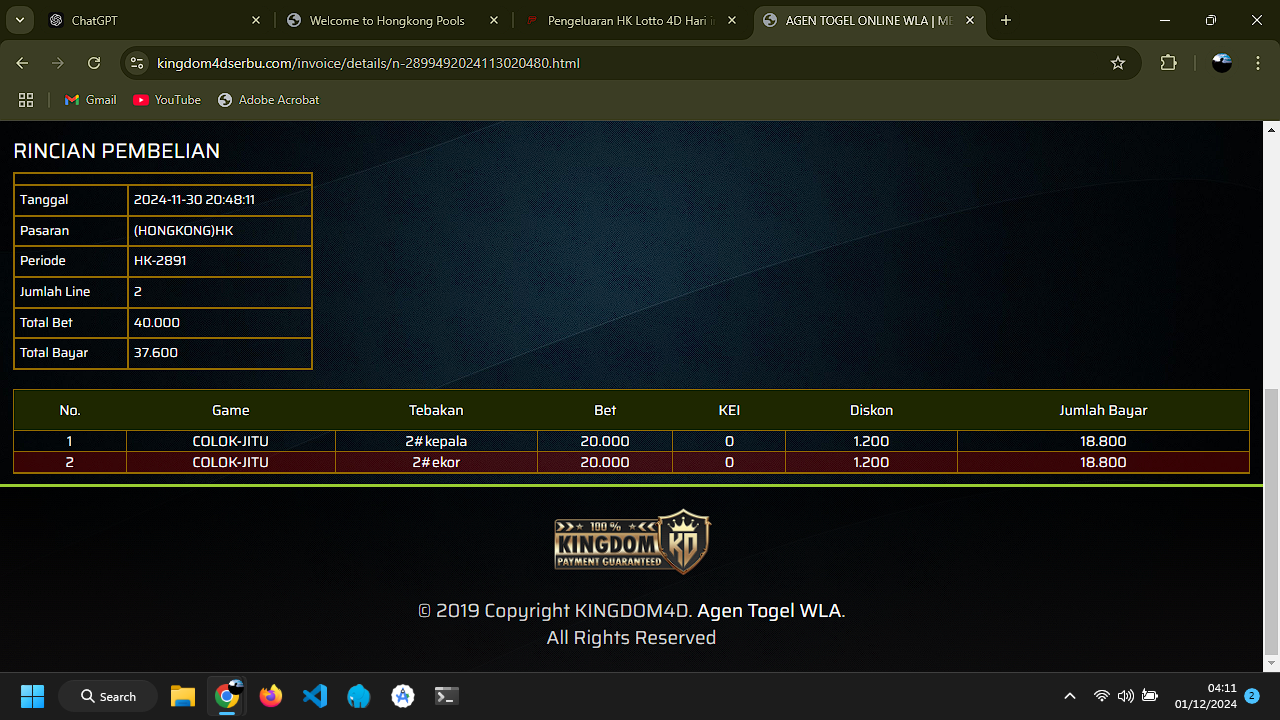 ChatGPT
Welcome to Hongkong Pools
Pengeluaran HK Lotto 4D Hari in
AGEN TOGEL ONLINE WLA | ME
kingdom4dserbu.com/invoice/details/n-2899492024113020480.html
Gmail
YouTube
Adobe Acrobat
RINCIAN PEMBELIAN
Tanggal 2024-11-30 20:48:11
Pasaran (HONGKONG)HK
Periode HK-2891
Jumlah Line 2
Total Bet 40.000
Total Bayar 37.600
No. Game Tebakan Bet KEI Diskon Jumlah Bayar
1 COLOK-JITU 2#kepala 20.000 0 1.200 18.800
2 COLOK-JITU 2#ekor 20.000 0 1.200 18.800
100 %
KINGDOM KD
PAYMENT GUARANTEED
© 2019 Copyright KINGDOM4D. Agen Togel WLA.
All Rights Reserved
Search
04:11
01/12/2024
2